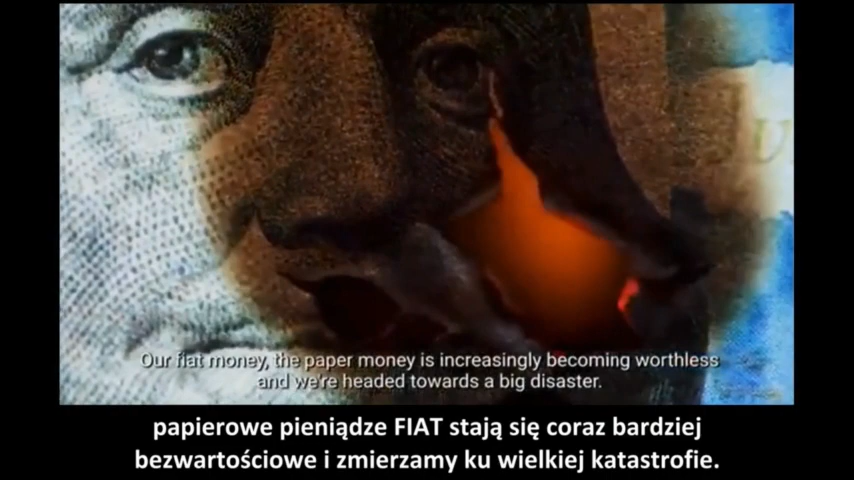 Our fiat money, the paper money is increasingly becoming worthless
and we're headed towards a big disaster.
papierowe pieniądze FIAT stają się coraz bardziej
bezwartościowe i zmierzamy ku wielkiej katastrofie.